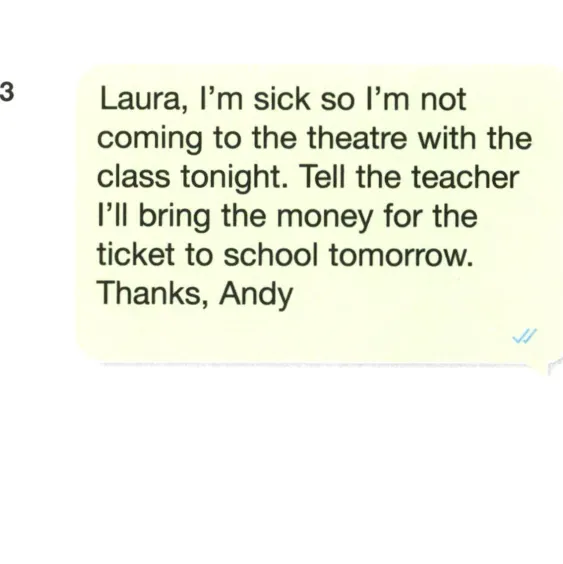 3
Laura, I'm sick so I'm not
coming to the theatre with the
class tonight. Tell the teacher
I'll bring the money for the
ticket to school tomorrow.
Thanks, Andy